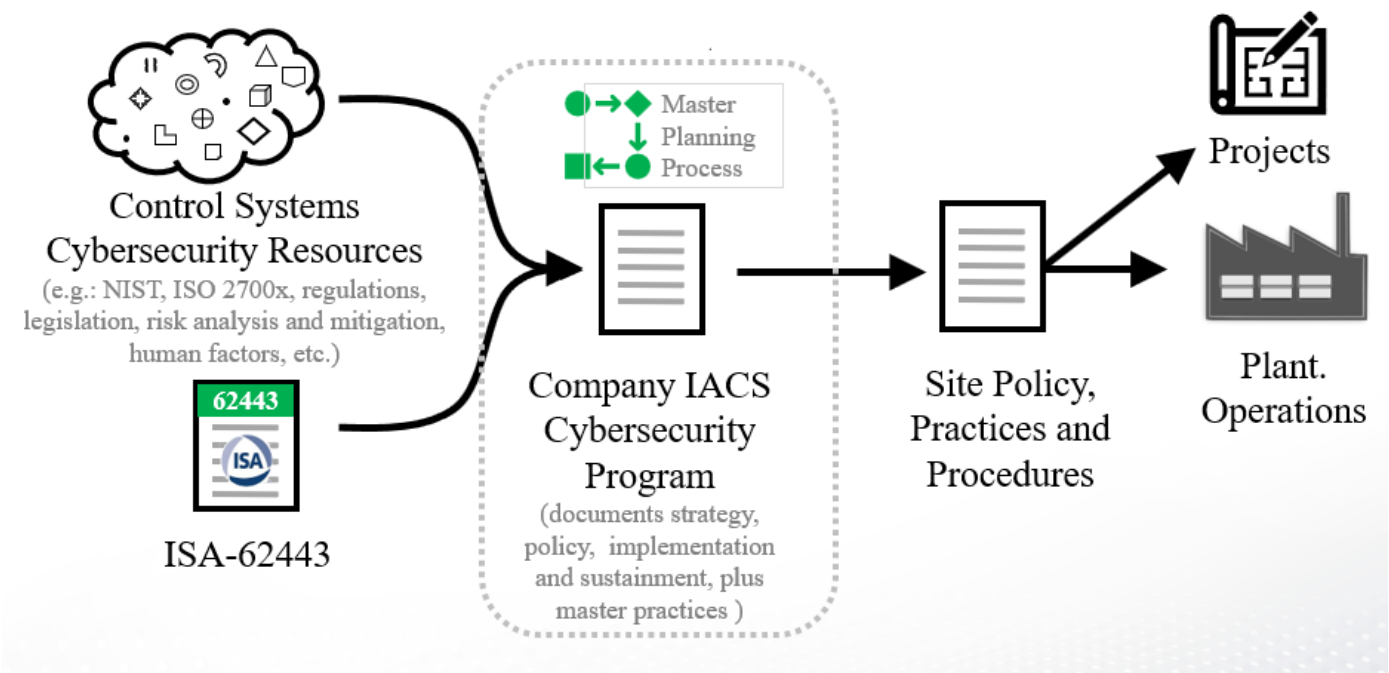 Control Systems
Cybersecurity Resources
(e.g.: NIST, ISO 2700x, regulations,
legislation, risk analysis and mitigation,
human factors, etc.)
62443
ISA
ISA-62443
Master
Planning
Process
Company IACS
Cybersecurity
Program
(documents strategy,
policy,  implementation
and sustainment, plus
master practices )
Site Policy,
Practices and
Procedures
Projects
Plant.
Operations